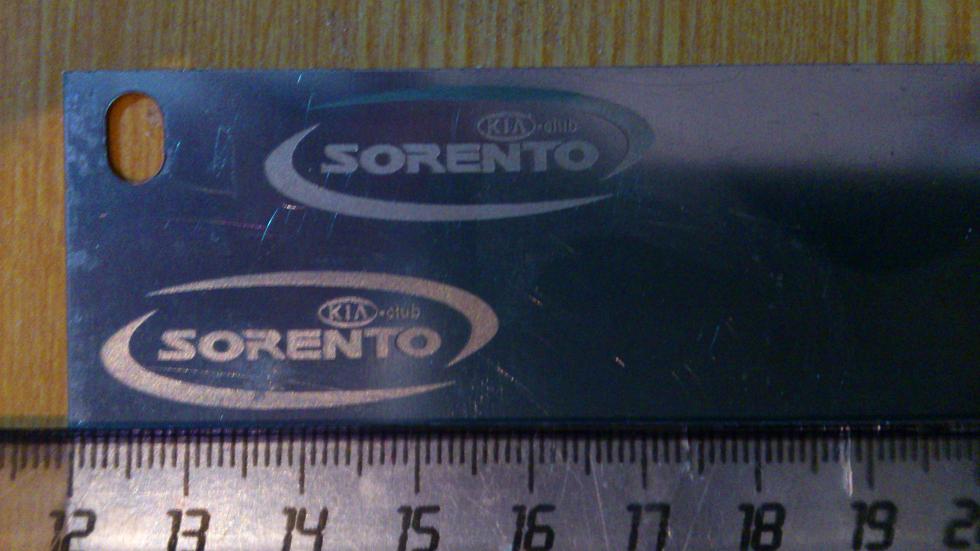 KIA·club
SORENTO
KIA·club
SORENTO
12 13 14 15 16 17 18 19